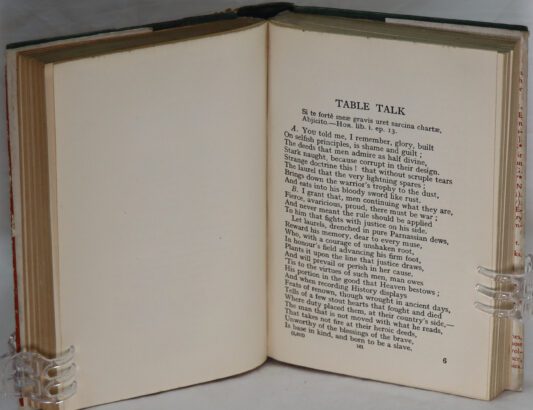 TABLE TALK
Si te fortè meæ gravis uret sarcina chartæ,
Abjicito.—HOR. lib. i. ep. 13.
A. You told me, I remember, glory, built
On selfish principles, is shame and guilt;
The deeds that men admire as half divine,
Stark naught, because corrupt in their design.
Strange doctrine this! that without scruple tears
The laurel that the very lightning spares;
Brings down the warrior's trophy to the dust,
And eats into his bloody sword like rust.
B. I grant that, men continuing what they are,
Fierce, avaricious, proud, there must be war;
And never meant the rule should be applied
To him that fights with justice on his side.
Let laurels, drenched in pure Parnassian dews,
Reward his memory, dear to every muse,
Who, with a courage of unshaken root,
In honour's field advancing his firm foot,
Plants it upon the line that justice draws,
And will prevail or perish in her cause.
'Tis to the virtues of such men, man owes
His portion in the good that Heaven bestows;
And when recording History displays
Feats of renown, though wrought in ancient days,
Tells of a few stout hearts that fought and died
Where duty placed them, at their country's side,—
The man that is not moved with what he reads,
That takes not fire at their heroic deeds,
Unworthy of the blessings of the brave,
Is base in kind, and born to be a slave.
6